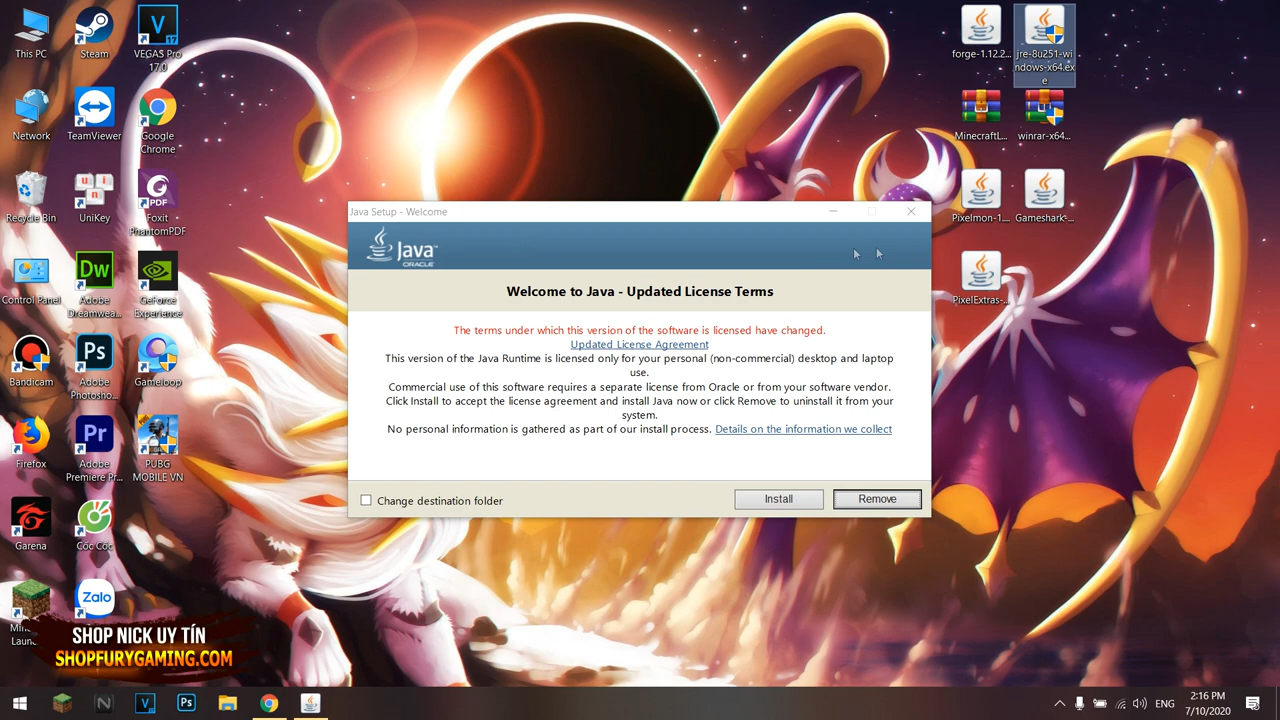 This PC
Steam
VEGAS Pro
17.0
Network
TeamViewer
Google
Chrome
Recycle Bin
UniKey
Foxit
PhantomPDF
Control Panel
Adobe
Dreamwea...
GeForce
Experience
Bandicam
Adobe
Photosho...
Gameloop
Firefox
Adobe
Premiere Pr...
PUBG
MOBILE VN
Garena
Cốc Cốc
Zalo
SHOP NICK UY TÍN
SHOPFURYGAMING.COM
forge-1.12.2...
jre-8u251-wi
ndows-x64.ex
e
MinecraftL...
winrar-x64...
Pixelmon-1....
Gameshark-...
PixelExtras-...
Java Setup - Welcome
Java™
ORACLE
Welcome to Java - Updated License Terms
The terms under which this version of the software is licensed have changed.
Updated License Agreement
This version of the Java Runtime is licensed only for your personal (non-commercial) desktop and laptop
use.
Commercial use of this software requires a separate license from Oracle or from your software vendor.
Click Install to accept the license agreement and install Java now or click Remove to uninstall it from your
system.
No personal information is gathered as part of our install process. Details on the information we collect
Change destination folder
Install
Remove
ENG
2:16 PM
7/10/2020